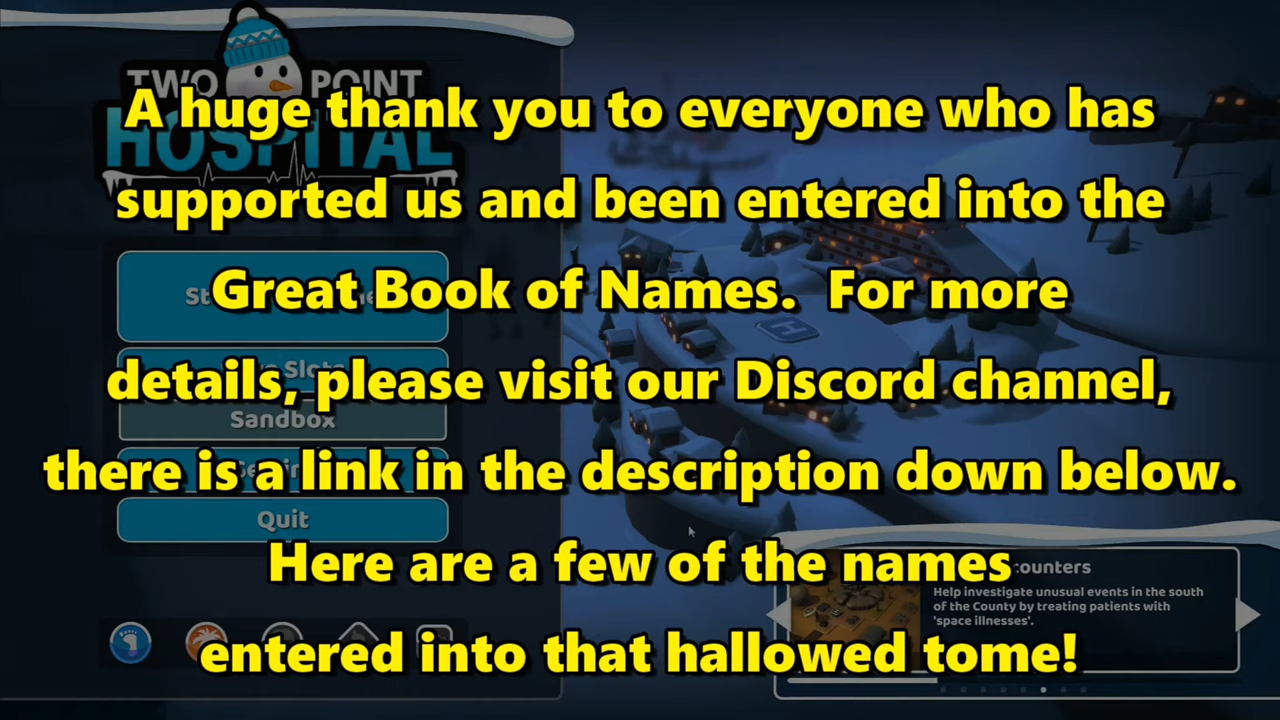 TWO POINT
HOSPITAL
A huge thank you to everyone who has
supported us and been entered into the
Great Book of Names.  For more
details, please visit our Discord channel,
there is a link in the description down below.
Here are a few of the names
entered into that hallowed tome!
Sandbox
Quit
H
Help investigate unusual events in the south
of the County by treating patients with
'space illnesses'.